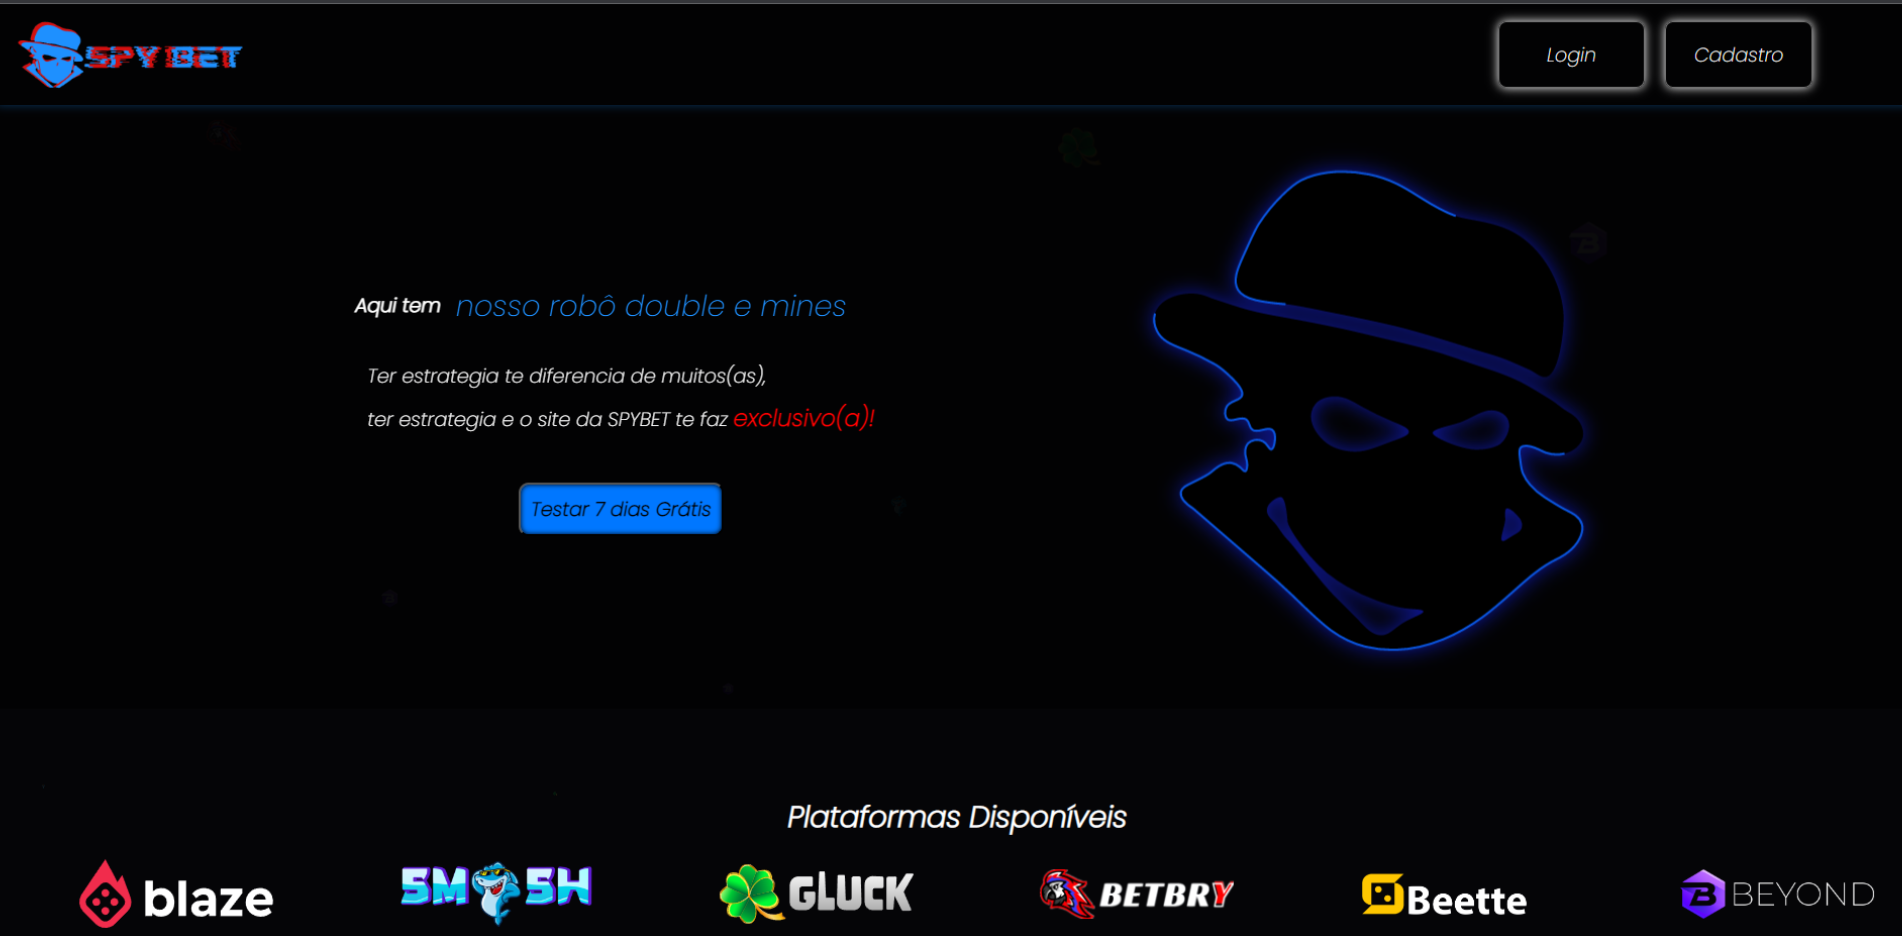 SPYBET
Login
Cadastro
Aqui tem nosso robô double e mines
Ter estrategia te diferencia de muitos(as),
ter estrategia e o site da SPYBET te faz exclusivo(a)!
Testar 7 dias Grátis
Plataformas Disponíveis
blaze
SMASH
GLUCK
BETBRY
Beette
BEYOND